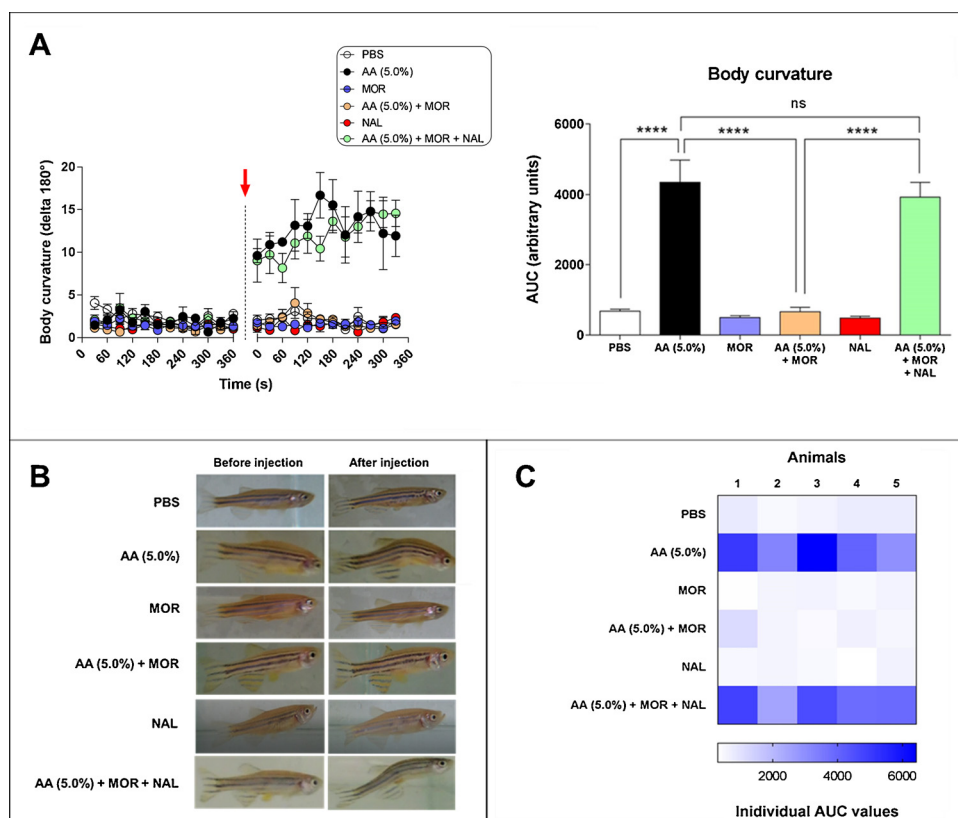 A
PBS
AA (5.0%)
MOR
AA (5.0%) + MOR
NAL
AA (5.0%) + MOR + NAL
Body curvature (delta 180°)
20
15
10
5
0
60
120
180
240
300
360
0
60
120
180
240
300
360
Time (s)
Body curvature
ns
**** **** ****
AUC (arbitrary units)
6000
4000
2000
0
PBS AA (5.0%) MOR AA (5.0%) NAL AA (5.0%)
+ MOR + MOR
+ NAL
B
Before injection After injection
PBS
AA (5.0%)
MOR
AA (5.0%) + MOR
NAL
AA (5.0%) + MOR + NAL
C
Animals
1 2 3 4 5
PBS
AA (5.0%)
MOR
AA (5.0%) + MOR
NAL
AA (5.0%) + MOR + NAL
2000 4000 6000
Inidividual AUC values